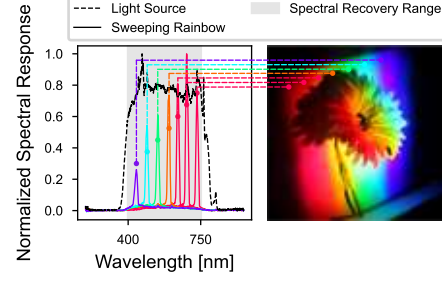 Light Source
Spectral Recovery Range
Sweeping Rainbow
Normalized Spectral Response
1.0
0.8
0.6
0.4
0.2
0.0
400
750
Wavelength [nm]